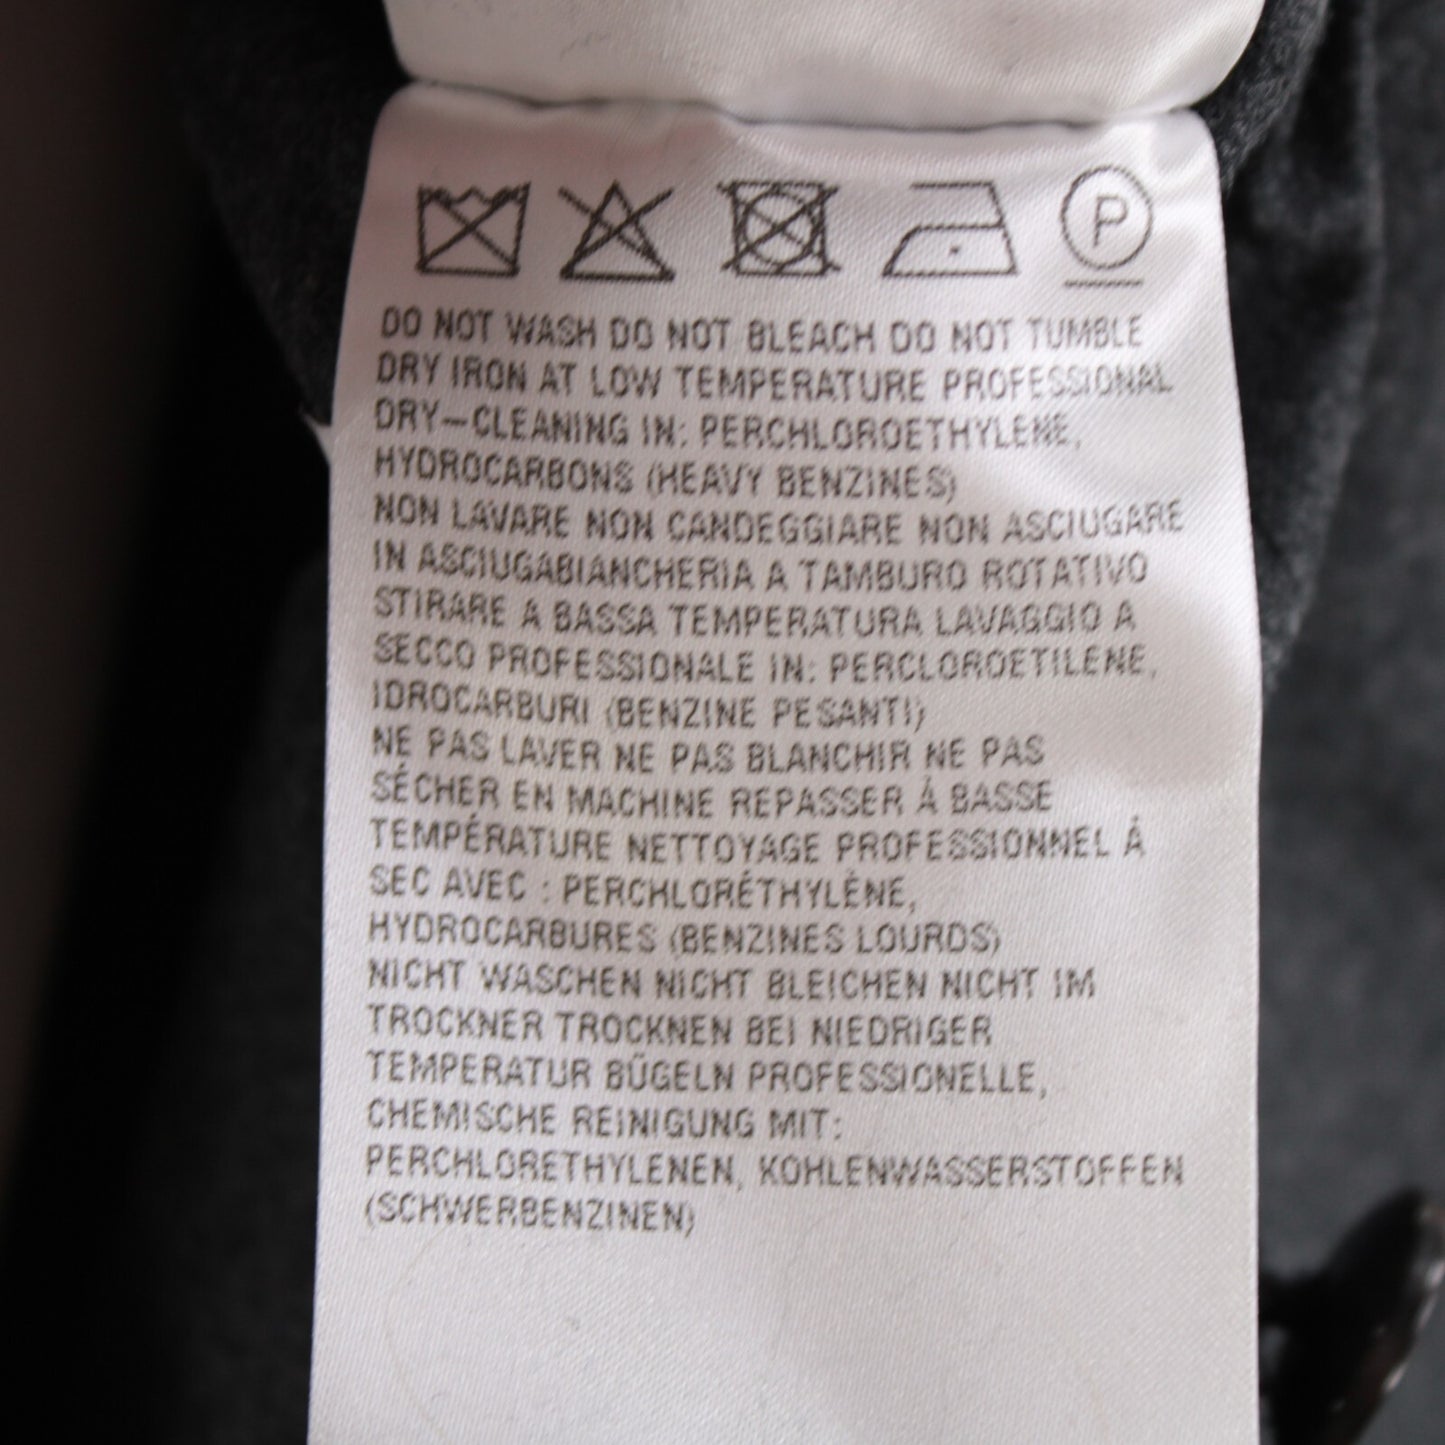 P
DO NOT WASH DO NOT BLEACH DO NOT TUMBLE
DRY IRON AT LOW TEMPERATURE PROFESSIONAL
DRY-CLEANING IN: PERCHLOROETHYLENE,
HYDROCARBONS (HEAVY BENZINES)
NON LAVARE NON CANDEGGIARE NON ASCIUGARE
IN ASCIUGABIANCHERIA A TAMBURO ROTATIVO
STIRARE A BASSA TEMPERATURA LAVAGGIO A
SECCO PROFESSIONALE IN: PERCLOROETILENE,
IDROCARBURI (BENZINE PESANTI)
NE PAS LAVER NE PAS BLANCHIR NE PAS
SÉCHER EN MACHINE REPASSER À BASSE
TEMPÉRATURE NETTOYAGE PROFESSIONNEL À
SEC AVEC : PERCHLORÉTHYLÈNE,
HYDROCARBURES (BENZINES LOURDS)
NICHT WASCHEN NICHT BLEICHEN NICHT IM
TROCKNER TROCKNEN BEI NIEDRIGER
TEMPERATUR BÜGELN PROFESSIONELLE,
CHEMISCHE REINIGUNG MIT:
PERCHLORETHYLENEN, KOHLENWASSERSTOFFEN
(SCHWERBENZINEN)